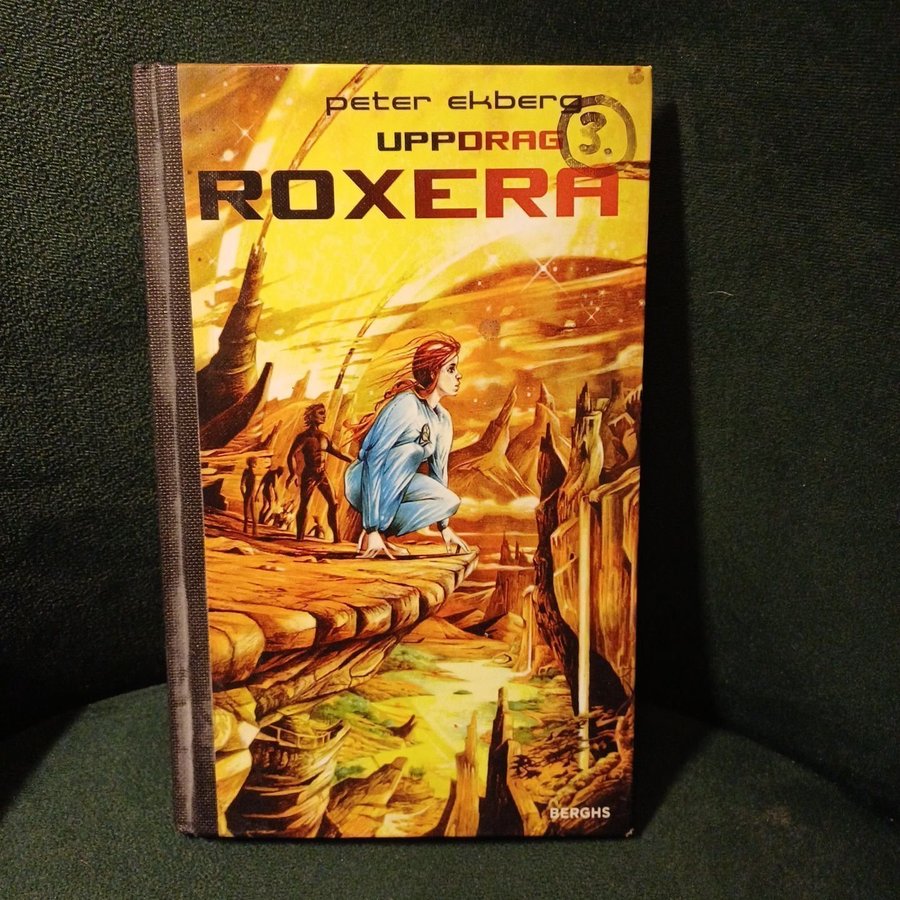 peter ekberg
UPPDRAG 3.
ROXERA
BERGHS